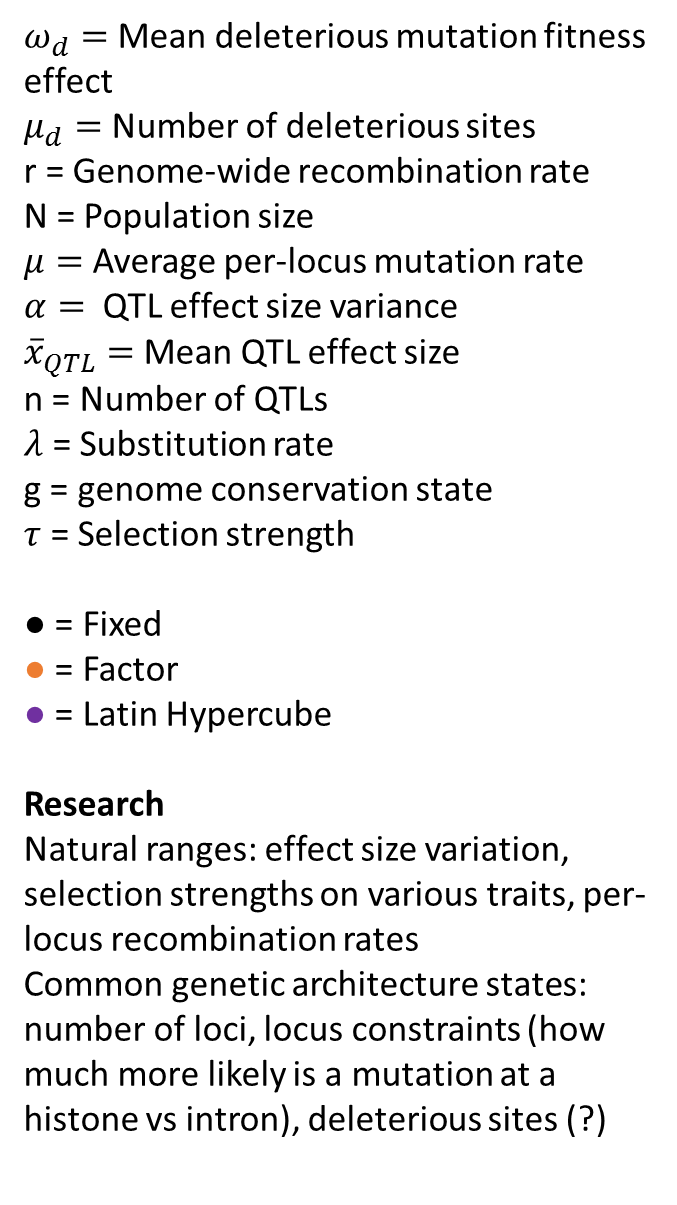 ω_d = Mean deleterious mutation fitness
effect
μ_d = Number of deleterious sites
r = Genome-wide recombination rate
N = Population size
μ = Average per-locus mutation rate
α = QTL effect size variance
x̄_QTL = Mean QTL effect size
n = Number of QTLs
λ = Substitution rate
g = genome conservation state
τ = Selection strength
● = Fixed
● = Factor
● = Latin Hypercube
Research
Natural ranges: effect size variation,
selection strengths on various traits, per-
locus recombination rates
Common genetic architecture states:
number of loci, locus constraints (how
much more likely is a mutation at a
histone vs intron), deleterious sites (?)